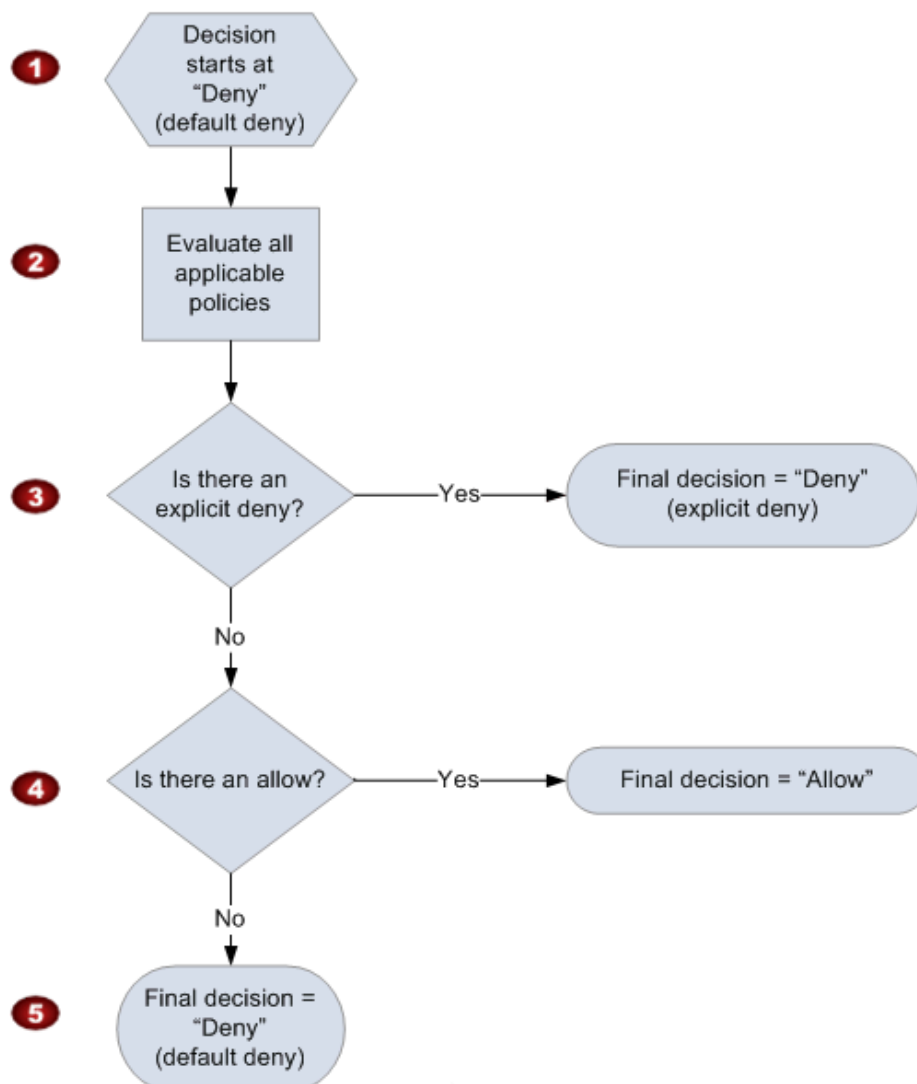 1
Decision
starts at
“Deny”
(default deny)
2
Evaluate all
applicable
policies
3
Is there an
explicit deny?
Yes
Final decision = “Deny”
(explicit deny)
No
4
Is there an allow?
Yes
Final decision = “Allow”
No
5
Final decision =
“Deny”
(default deny)